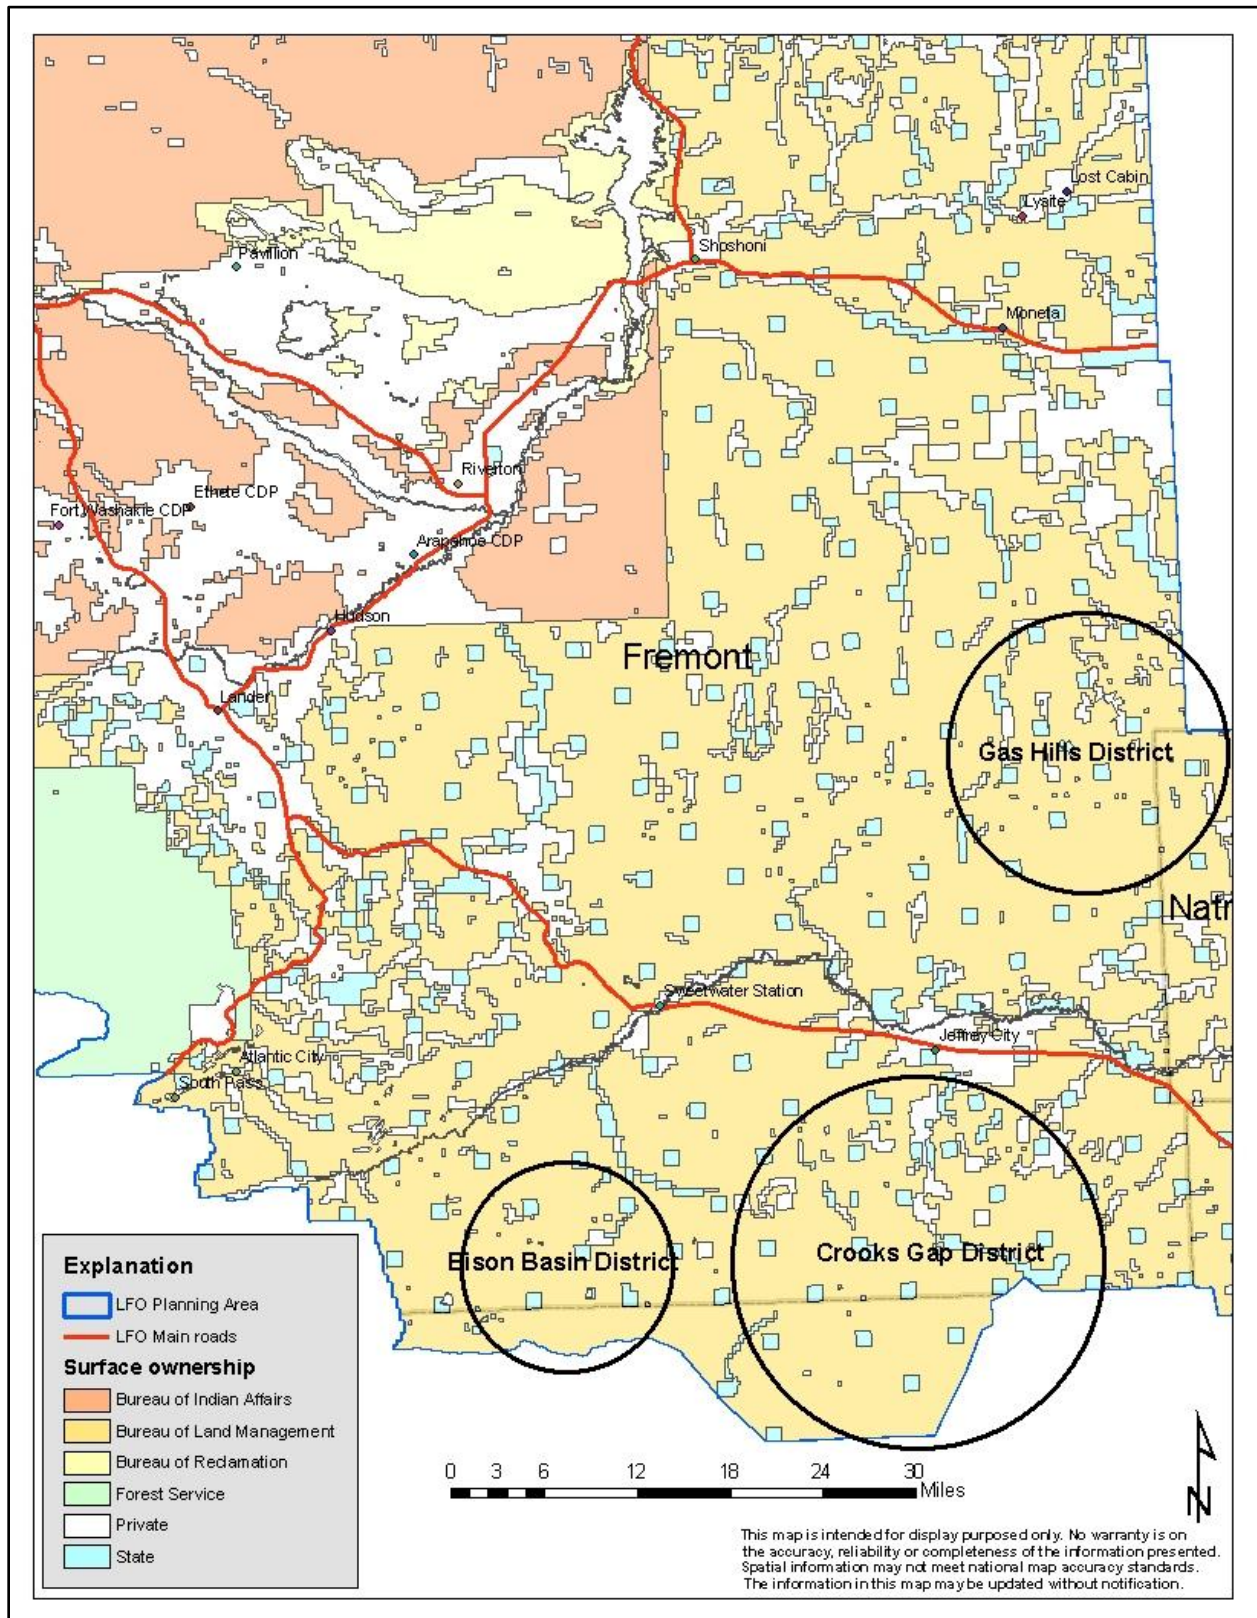 Lost Cabin
Lysite
Shoshoni
Pavillion
Moneta
Riverton
Ethete CDP
Fort Washakie CDP
Arapahoe CDP
Hudson
Fremont
Lander
Gas Hills District
Natr
Sweetwater Station
Jeffrey City
Atlantic City
South Pass
Bison Basin District
Crooks Gap District
Explanation
LFO Planning Area
LFO Main roads
Surface ownership
Bureau of Indian Affairs
Bureau of Land Management
Bureau of Reclamation
Forest Service
Private
State
0 3 6 12 18 24 30
Miles
N
This map is intended for display purposed only. No warranty is on
the accuracy, reliability or completeness of the information presented.
Spatial information may not meet national map accuracy standards.
The information in this map may be updated without notification.